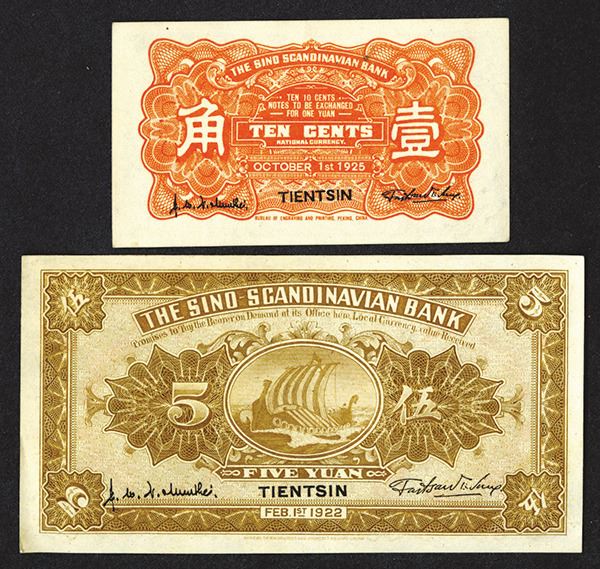 THE SINO SCANDINAVIAN BANK
TEN 10 CENTS
NOTES TO BE EXCHANGED
FOR ONE YUAN
角 壹
TEN CENTS
NATIONAL CURRENCY.
OCTOBER 1st 1925
TIENTSIN
BUREAU OF ENGRAVING AND PRINTING, PEKING, CHINA
5
THE SINO SCANDINAVIAN BANK
Promises to Pay the Bearer on Demand at its Office here, Local Currency, value Received
5 伍
FIVE YUAN
TIENTSIN
FEB. 1ST 1922